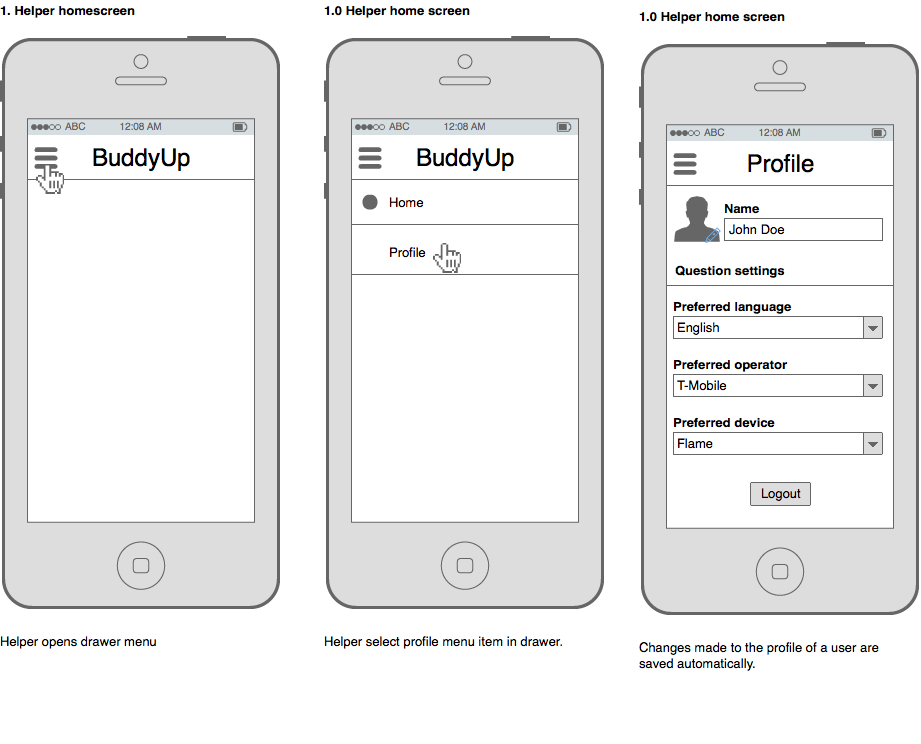 1. Helper homescreen
ABC 12:08 AM
BuddyUp
Helper opens drawer menu
1.0 Helper home screen
ABC 12:08 AM
BuddyUp
Home
Profile
Helper select profile menu item in drawer.
1.0 Helper home screen
ABC 12:08 AM
Profile
Name
John Doe
Question settings
Preferred language
English
Preferred operator
T-Mobile
Preferred device
Flame
Logout
Changes made to the profile of a user are
saved automatically.